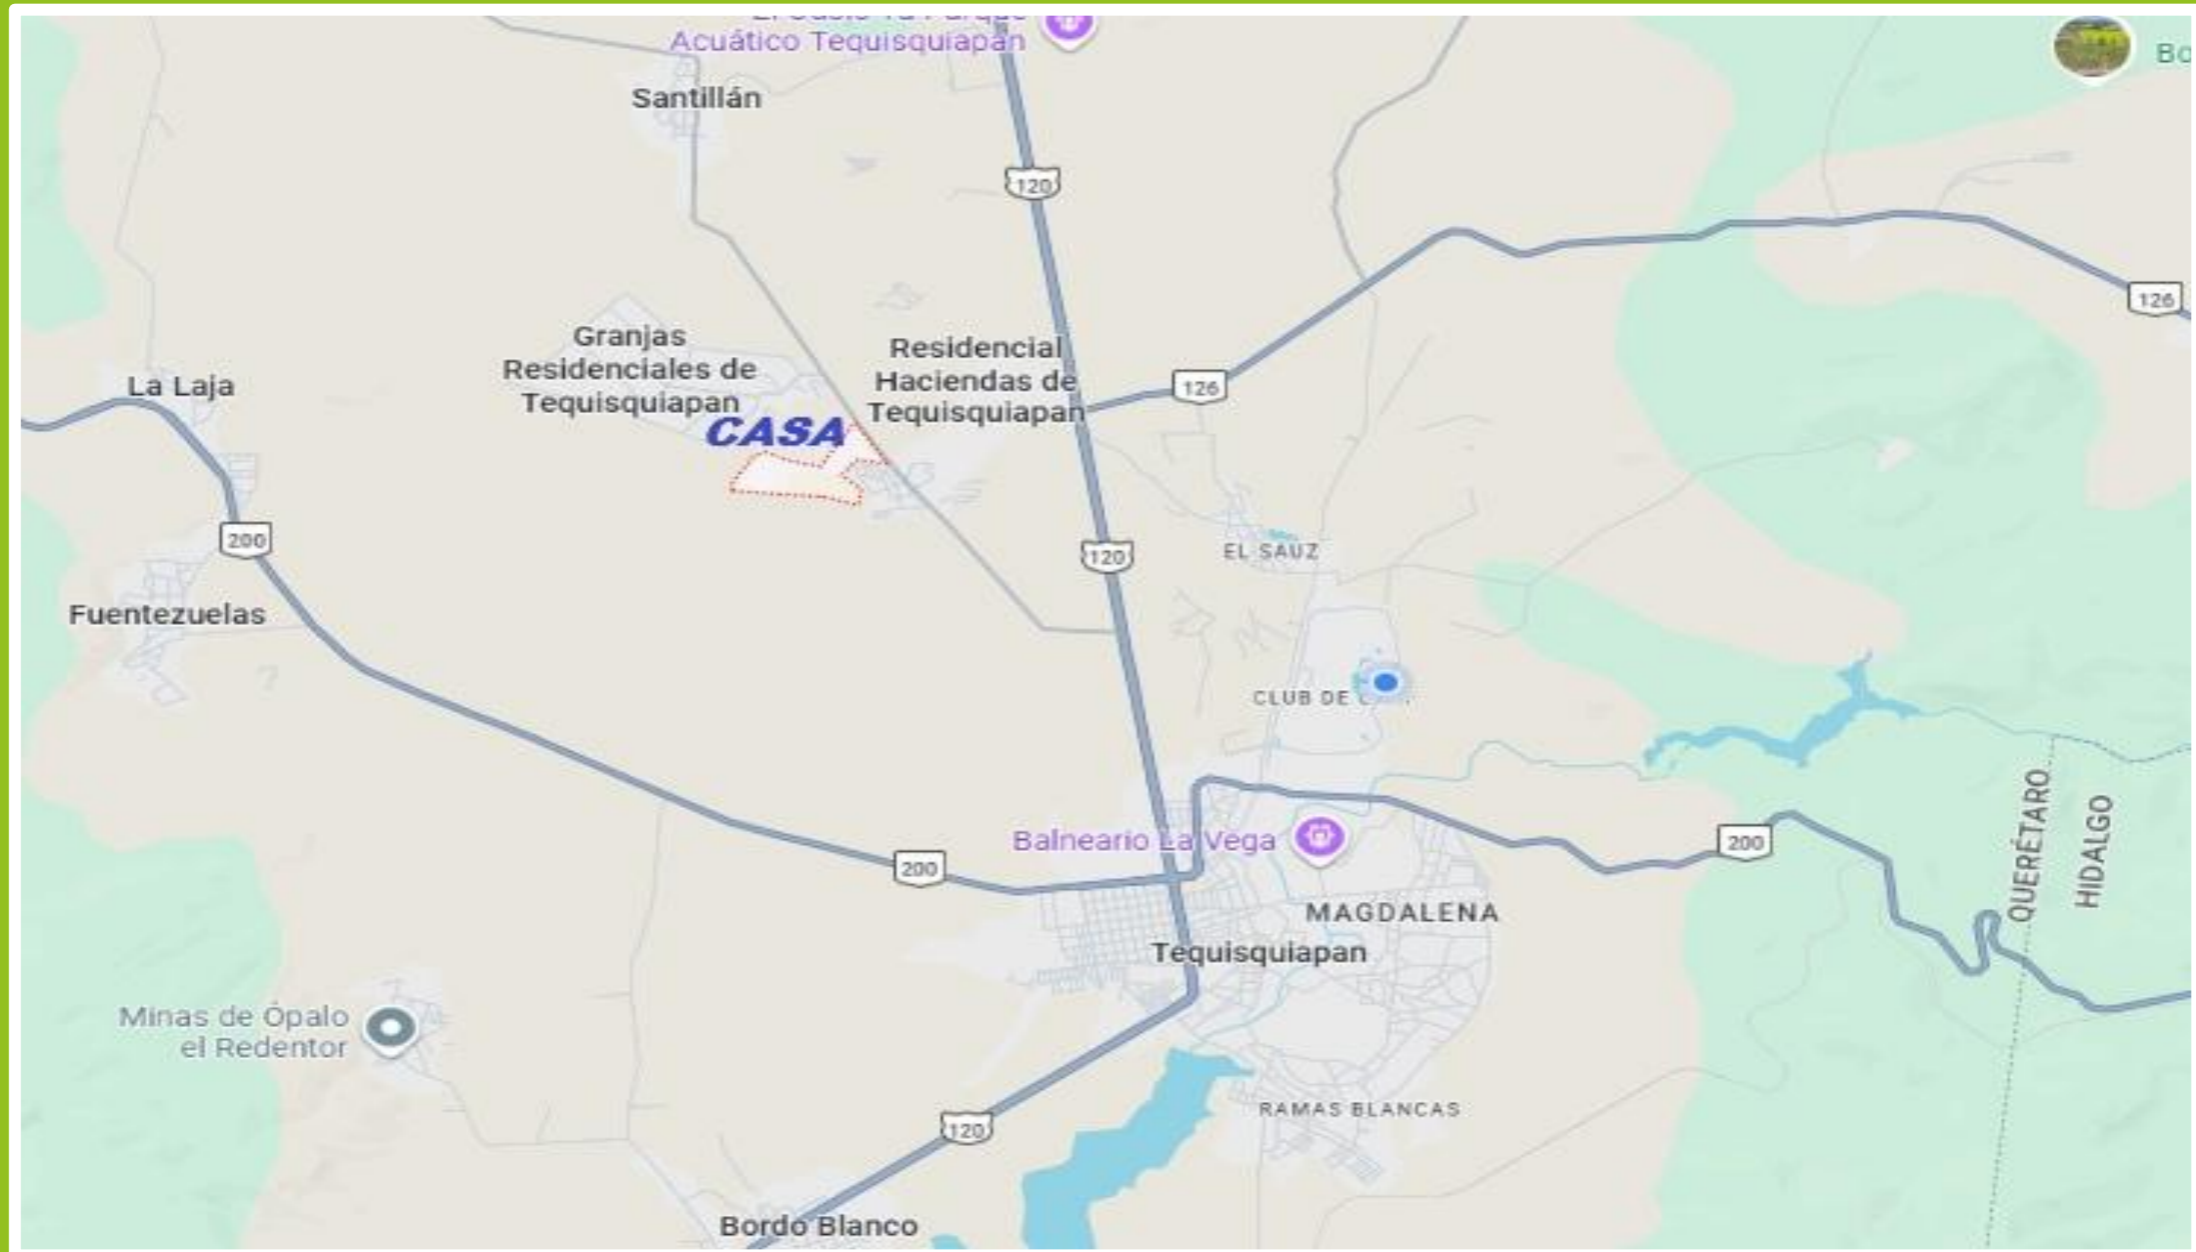 Acuático Tequisquiapan
Santillán
120
126
Granjas
Residenciales de
Tequisquiapan
CASA
Residencial
Haciendas de
Tequisquiapan
126
La Laja
200
120
EL SAUZ
Fuentezuelas
CLUB DE
QUERÉTARO
HIDALGO
Balneario La Vega
200
200
MAGDALENA
Tequisquiapan
Minas de Ópalo
el Redentor
120
RAMAS BLANCAS
Bordo Blanco